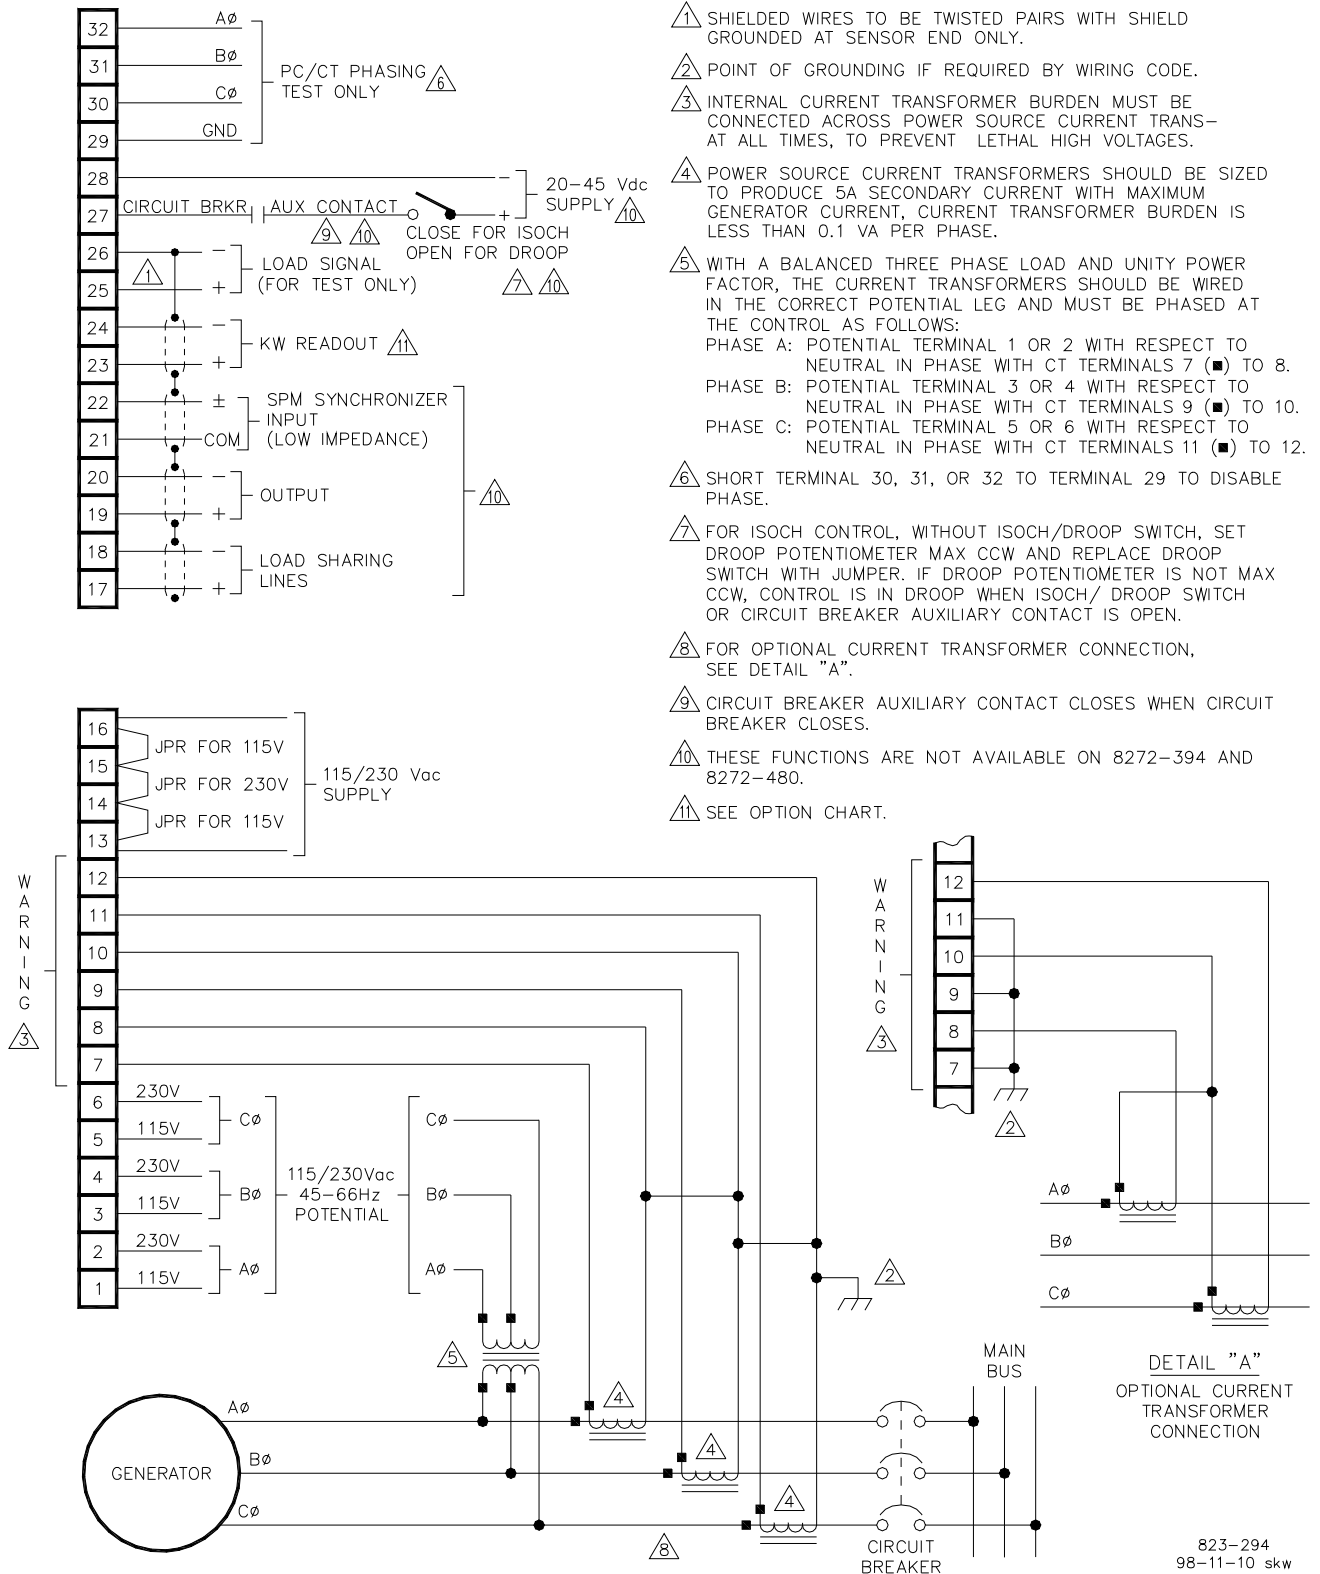 32
AØ
31
BØ
30
CØ
29
GND
PC/CT PHASING 6
TEST ONLY
28
−
27
CIRCUIT BRKR
AUX CONTACT
+
20−45 Vdc
SUPPLY 10
9 10
CLOSE FOR ISOCH
OPEN FOR DROOP
7 10
26
−
1
25
+
LOAD SIGNAL
(FOR TEST ONLY)
24
−
23
+
KW READOUT 11
22
±
21
COM
SPM SYNCHRONIZER
INPUT
(LOW IMPEDANCE)
20
−
19
+
OUTPUT
10
18
−
17
+
LOAD SHARING
LINES
1 SHIELDED WIRES TO BE TWISTED PAIRS WITH SHIELD
GROUNDED AT SENSOR END ONLY.
2 POINT OF GROUNDING IF REQUIRED BY WIRING CODE.
3 INTERNAL CURRENT TRANSFORMER BURDEN MUST BE
CONNECTED ACROSS POWER SOURCE CURRENT TRANS−
AT ALL TIMES, TO PREVENT LETHAL HIGH VOLTAGES.
4 POWER SOURCE CURRENT TRANSFORMERS SHOULD BE SIZED
TO PRODUCE 5A SECONDARY CURRENT WITH MAXIMUM
GENERATOR CURRENT, CURRENT TRANSFORMER BURDEN IS
LESS THAN 0.1 VA PER PHASE.
5 WITH A BALANCED THREE PHASE LOAD AND UNITY POWER
FACTOR, THE CURRENT TRANSFORMERS SHOULD BE WIRED
IN THE CORRECT POTENTIAL LEG AND MUST BE PHASED AT
THE CONTROL AS FOLLOWS:
PHASE A: POTENTIAL TERMINAL 1 OR 2 WITH RESPECT TO
NEUTRAL IN PHASE WITH CT TERMINALS 7 (■) TO 8.
PHASE B: POTENTIAL TERMINAL 3 OR 4 WITH RESPECT TO
NEUTRAL IN PHASE WITH CT TERMINALS 9 (■) TO 10.
PHASE C: POTENTIAL TERMINAL 5 OR 6 WITH RESPECT TO
NEUTRAL IN PHASE WITH CT TERMINALS 11 (■) TO 12.
6 SHORT TERMINAL 30, 31, OR 32 TO TERMINAL 29 TO DISABLE
PHASE.
7 FOR ISOCH CONTROL, WITHOUT ISOCH/DROOP SWITCH, SET
DROOP POTENTIOMETER MAX CCW AND REPLACE DROOP
SWITCH WITH JUMPER. IF DROOP POTENTIOMETER IS NOT MAX
CCW, CONTROL IS IN DROOP WHEN ISOCH/ DROOP SWITCH
OR CIRCUIT BREAKER AUXILIARY CONTACT IS OPEN.
8 FOR OPTIONAL CURRENT TRANSFORMER CONNECTION,
SEE DETAIL "A".
9 CIRCUIT BREAKER AUXILIARY CONTACT CLOSES WHEN CIRCUIT
BREAKER CLOSES.
10 THESE FUNCTIONS ARE NOT AVAILABLE ON 8272−394 AND
8272−480.
11 SEE OPTION CHART.
16
JPR FOR 115V
15
JPR FOR 230V
14
JPR FOR 115V
13
115/230 Vac
SUPPLY
12
11
10
9
8
7
WARNING
3
6
230V
5
115V
CØ
4
230V
3
115V
BØ
2
230V
1
115V
AØ
115/230Vac
45−66Hz
POTENTIAL
CØ
BØ
AØ
5
2
GENERATOR
AØ
BØ
CØ
4
4
4
8
CIRCUIT
BREAKER
MAIN
BUS
WARNING
3
12
11
10
9
8
7
2
AØ
BØ
CØ
DETAIL "A"
OPTIONAL CURRENT
TRANSFORMER
CONNECTION
823−294
98−11−10 skw